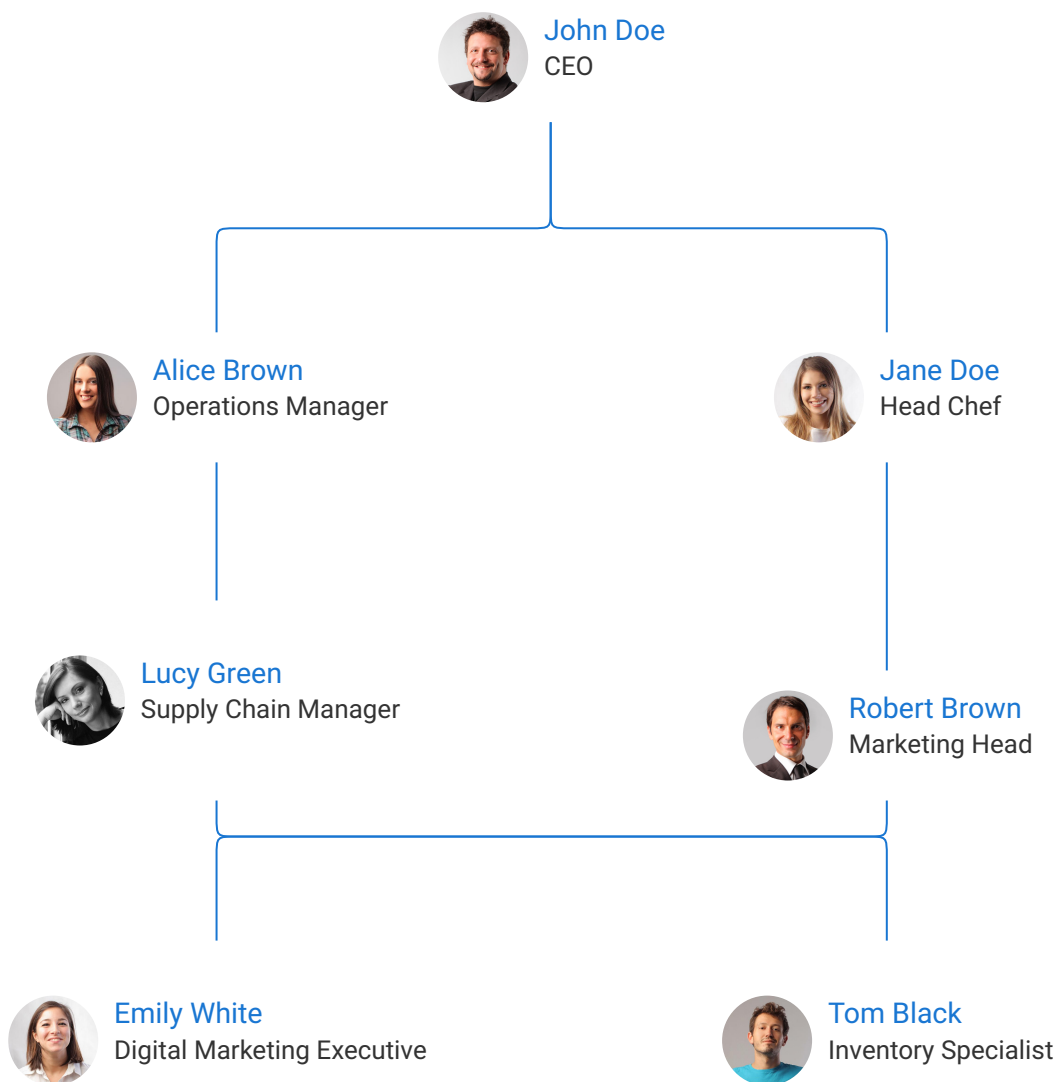 John Doe
CEO
Alice Brown
Operations Manager
Jane Doe
Head Chef
Lucy Green
Supply Chain Manager
Robert Brown
Marketing Head
Emily White
Digital Marketing Executive
Tom Black
Inventory Specialist